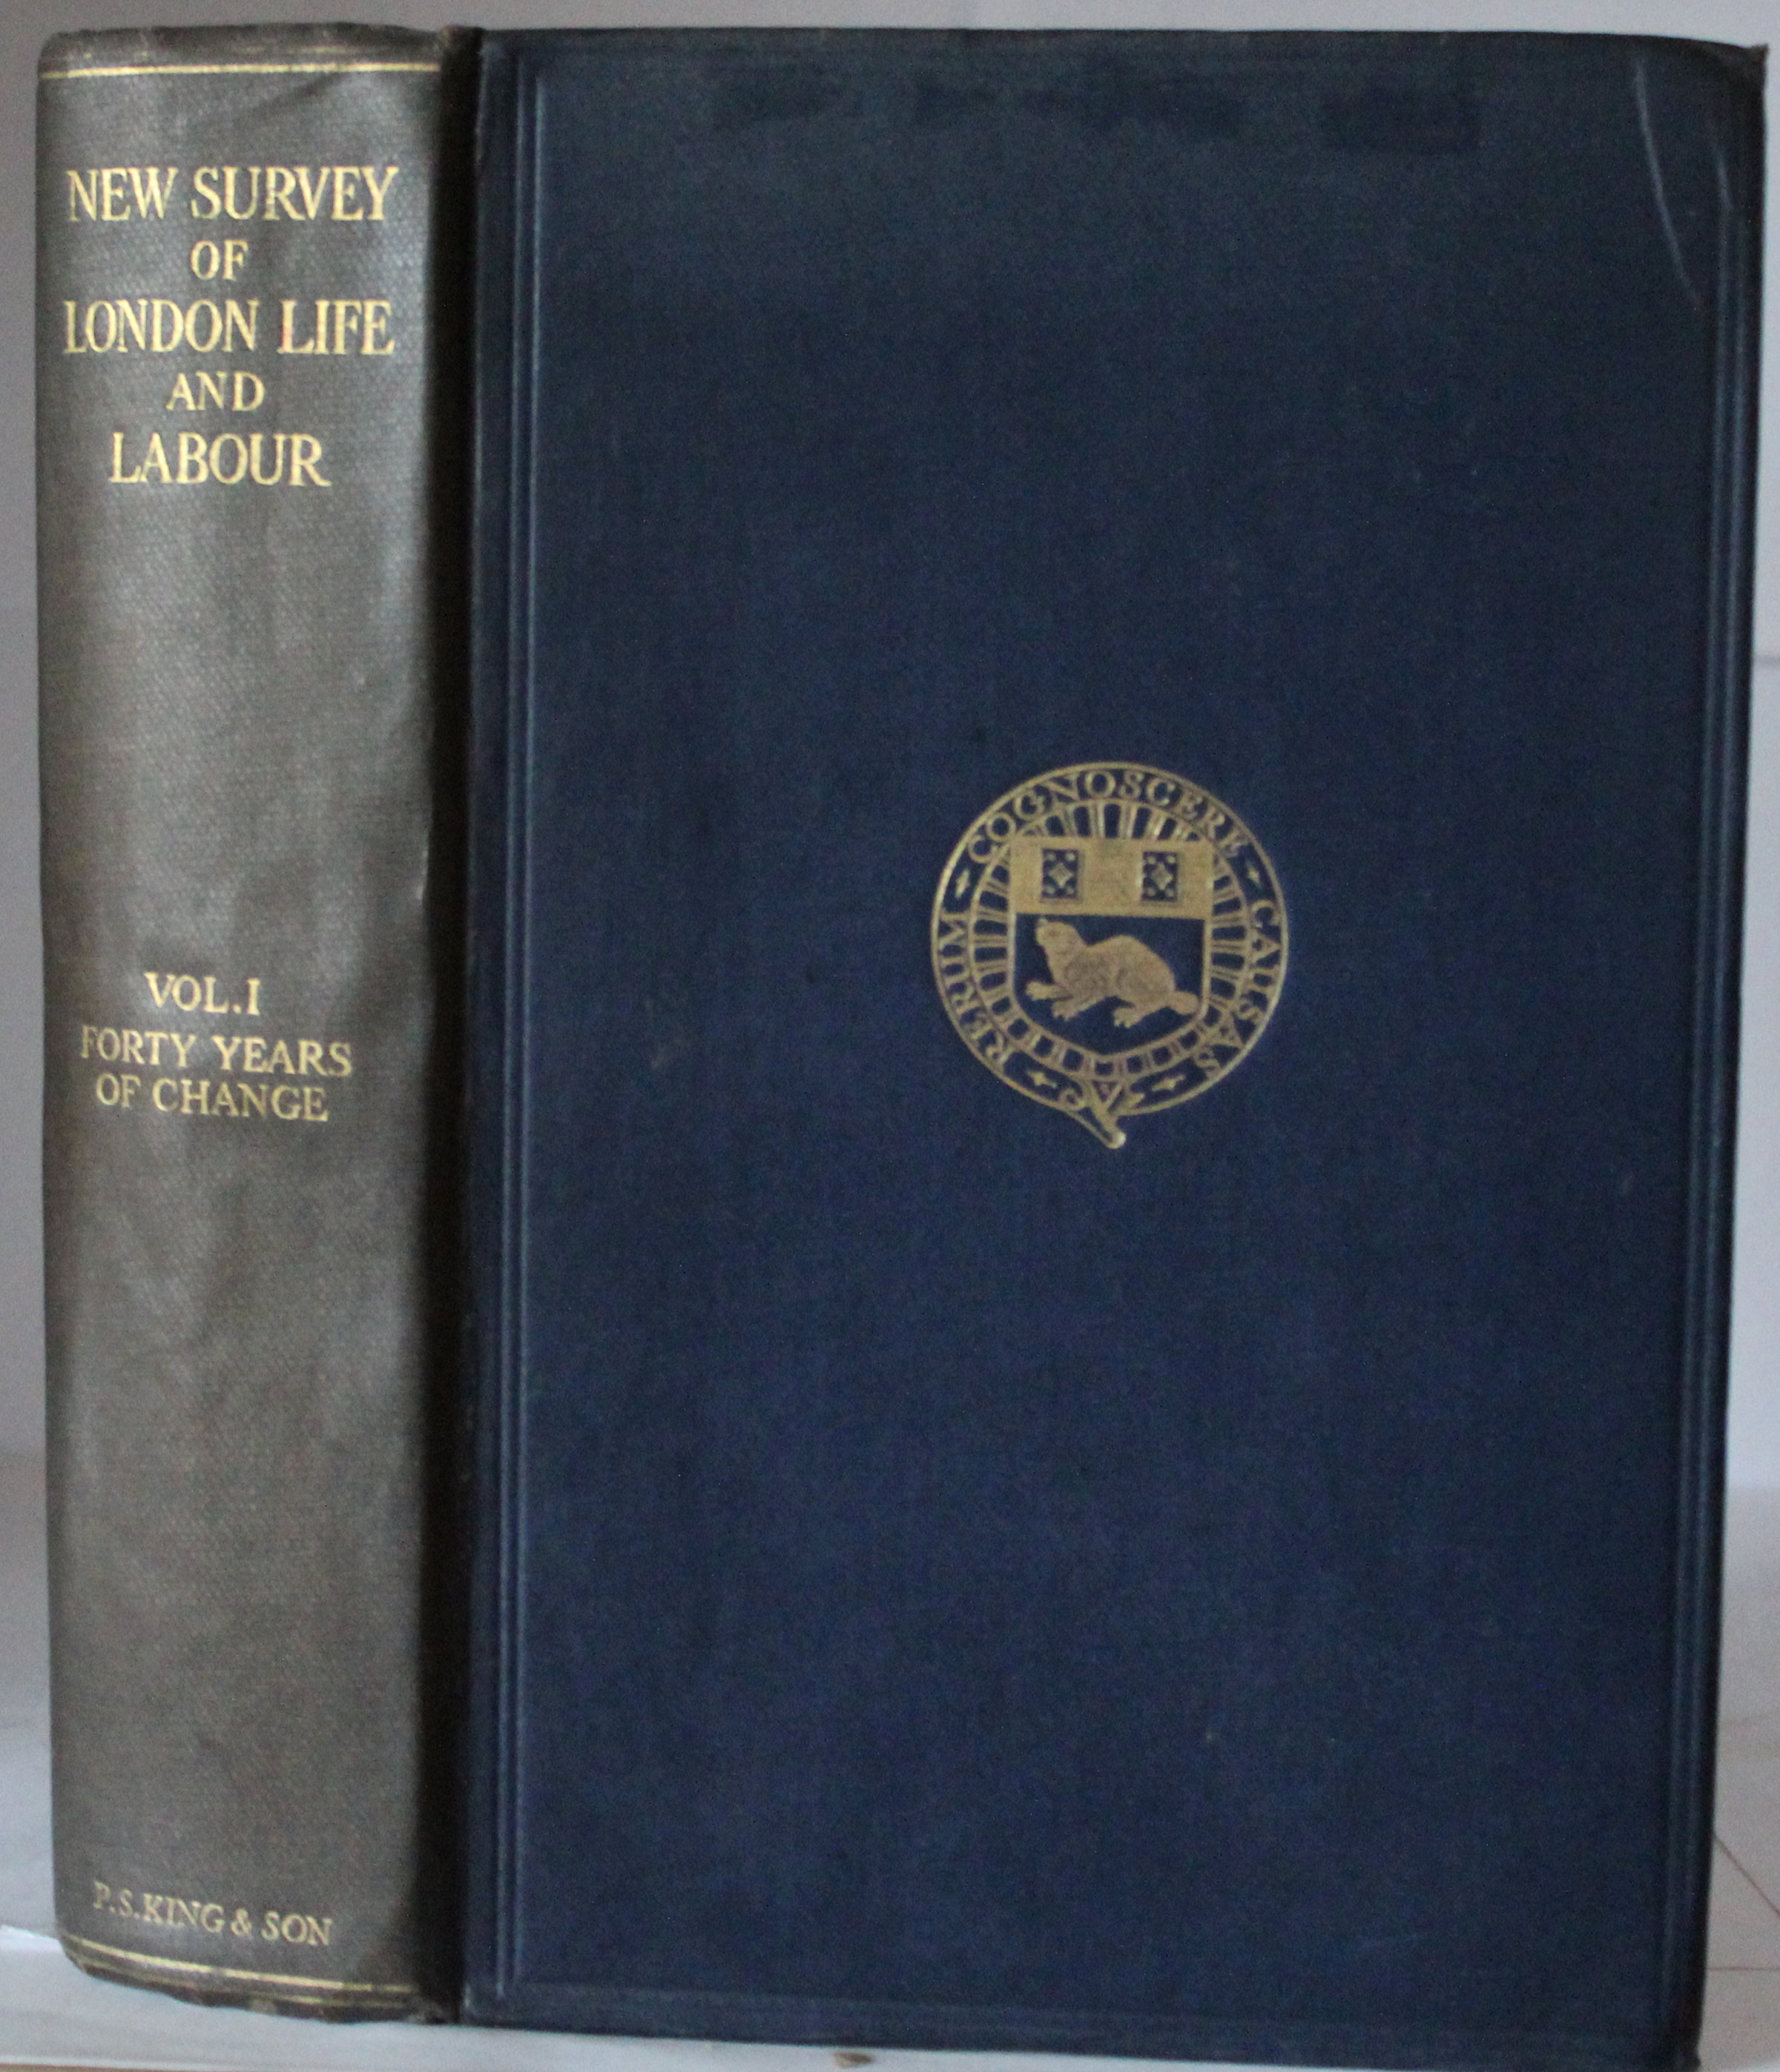 NEW SURVEY
OF
LONDON LIFE
AND
LABOUR
VOL.I
FORTY YEARS
OF CHANGE
P.S.KING & SON
RERUM COGNOSCERE CAUSAS